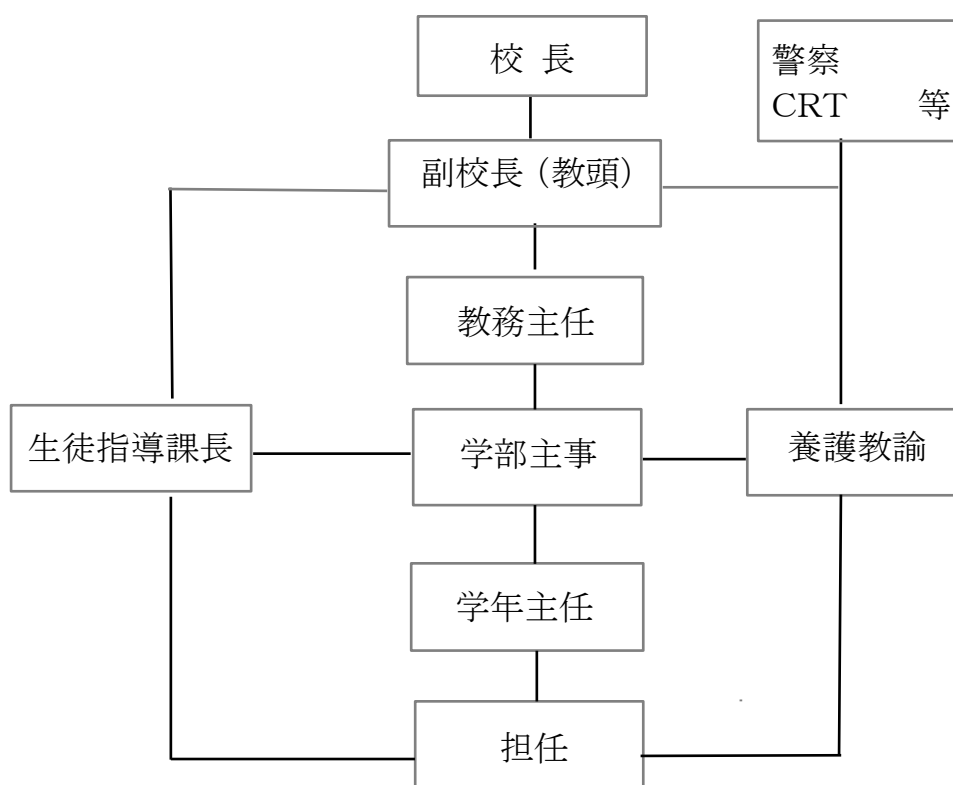 校 長
警察
CRT 等
副校長（教頭）
教務主任
生徒指導課長
学部主事
養護教諭
学年主任
担任